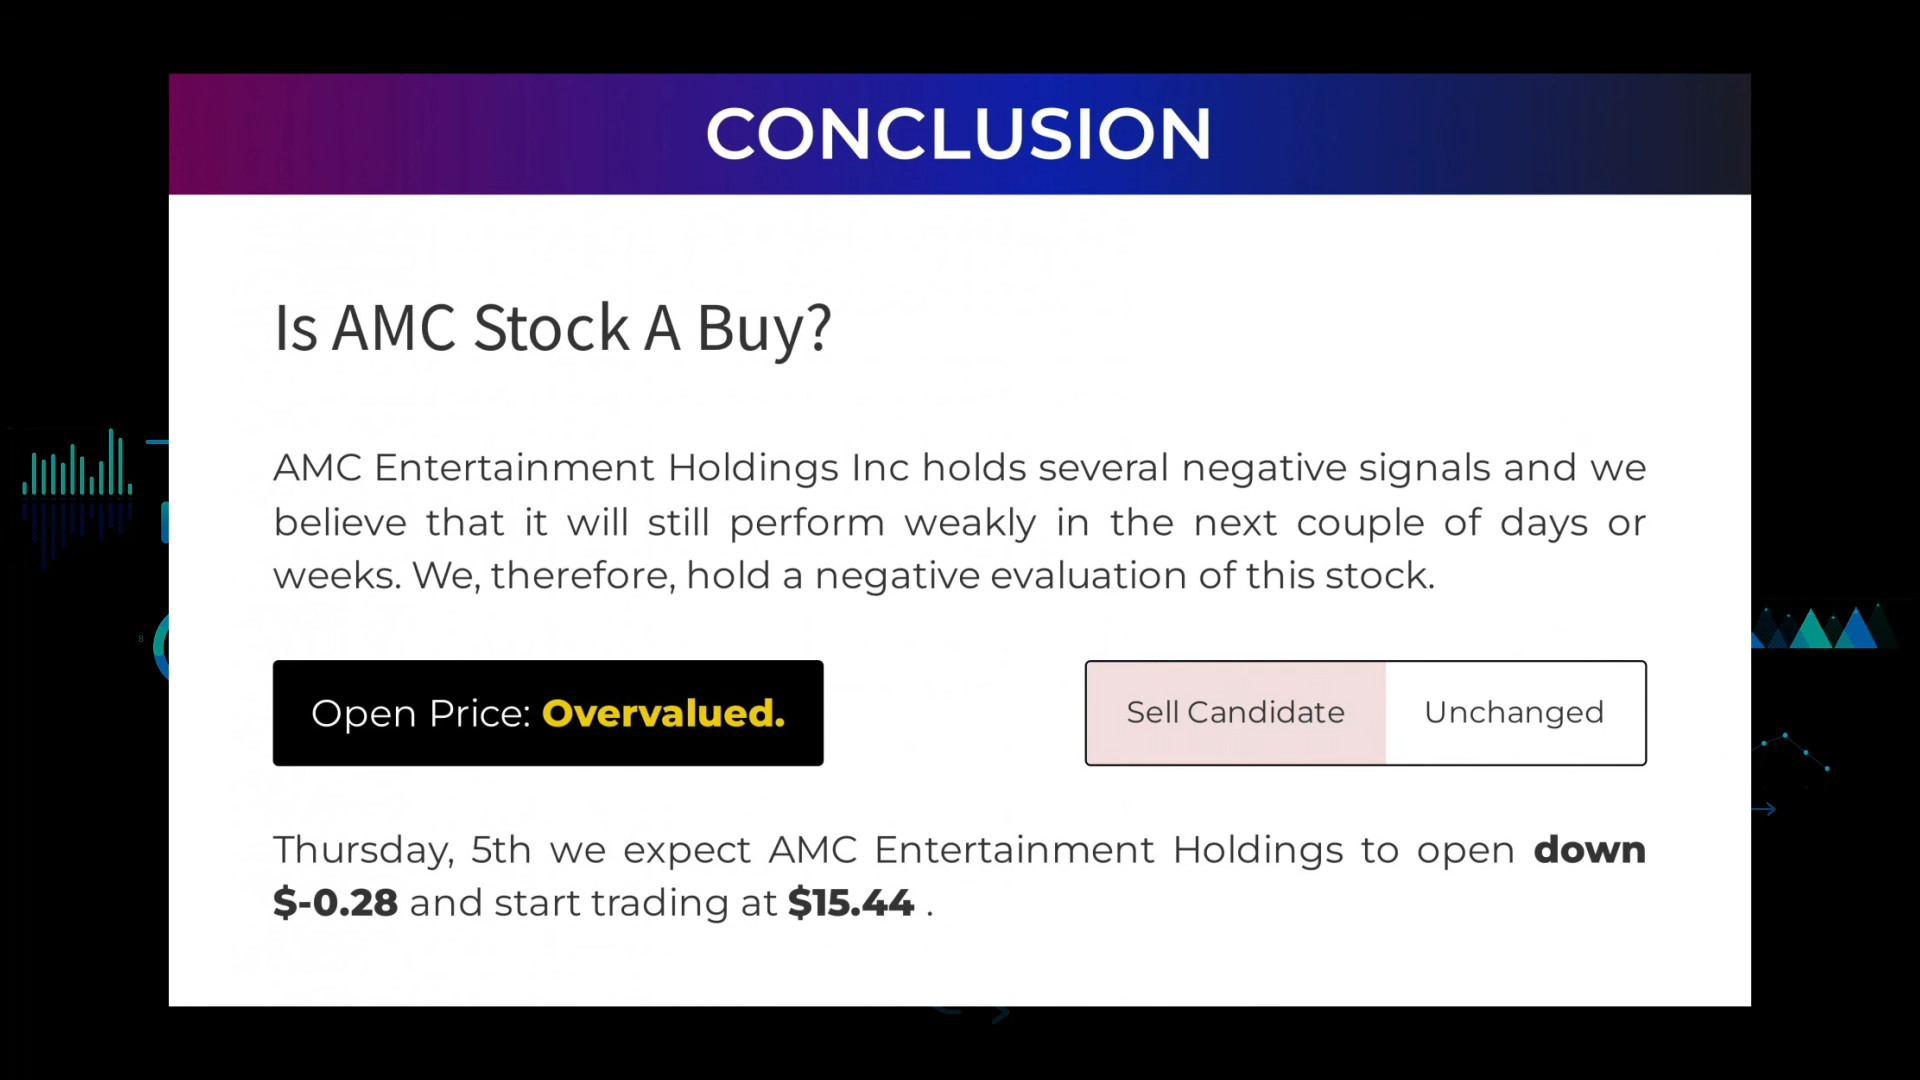 CONCLUSION
Is AMC Stock A Buy?
AMC Entertainment Holdings Inc holds several negative signals and we
believe that it will still perform weakly in the next couple of days or
weeks. We, therefore, hold a negative evaluation of this stock.
Open Price: Overvalued.
Sell Candidate
Unchanged
Thursday, 5th we expect AMC Entertainment Holdings to open down
$-0.28 and start trading at $15.44 .
8